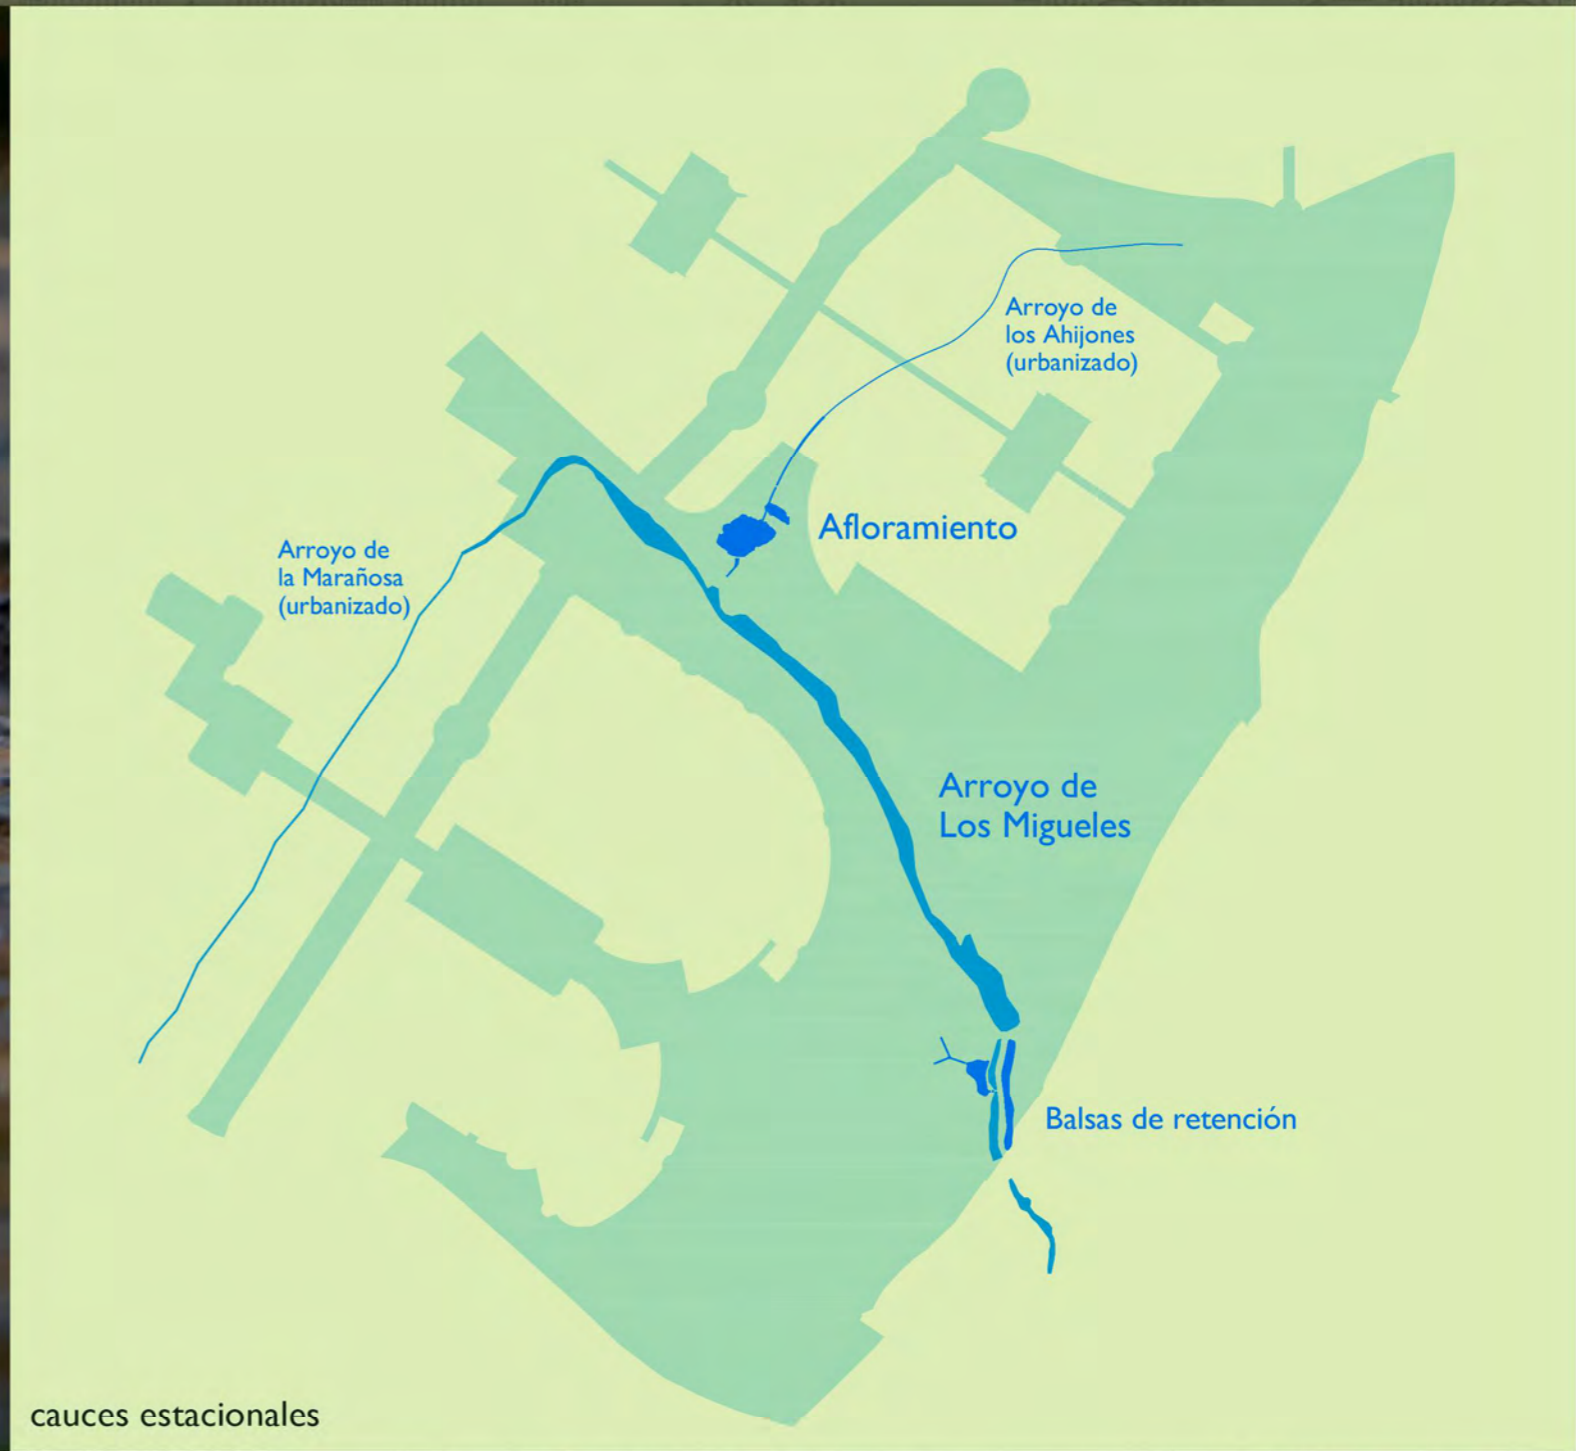 Arroyo de
los Ahijones
(urbanizado)
Afloramiento
Arroyo de
la Marañosa
(urbanizado)
Arroyo de
Los Migueles
Balsas de retención
cauces estacionales